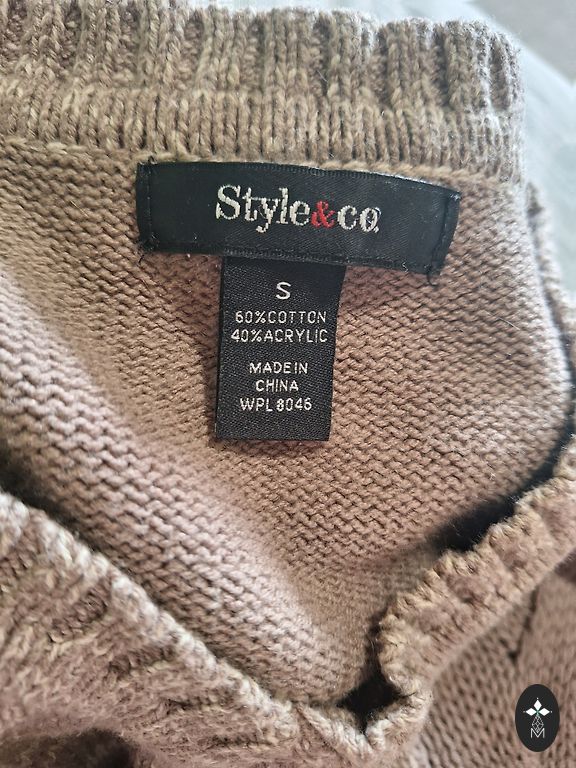 Style&co.
S
60%COTTON
40%ACRYLIC
MADE IN
CHINA
WPL 8046
M